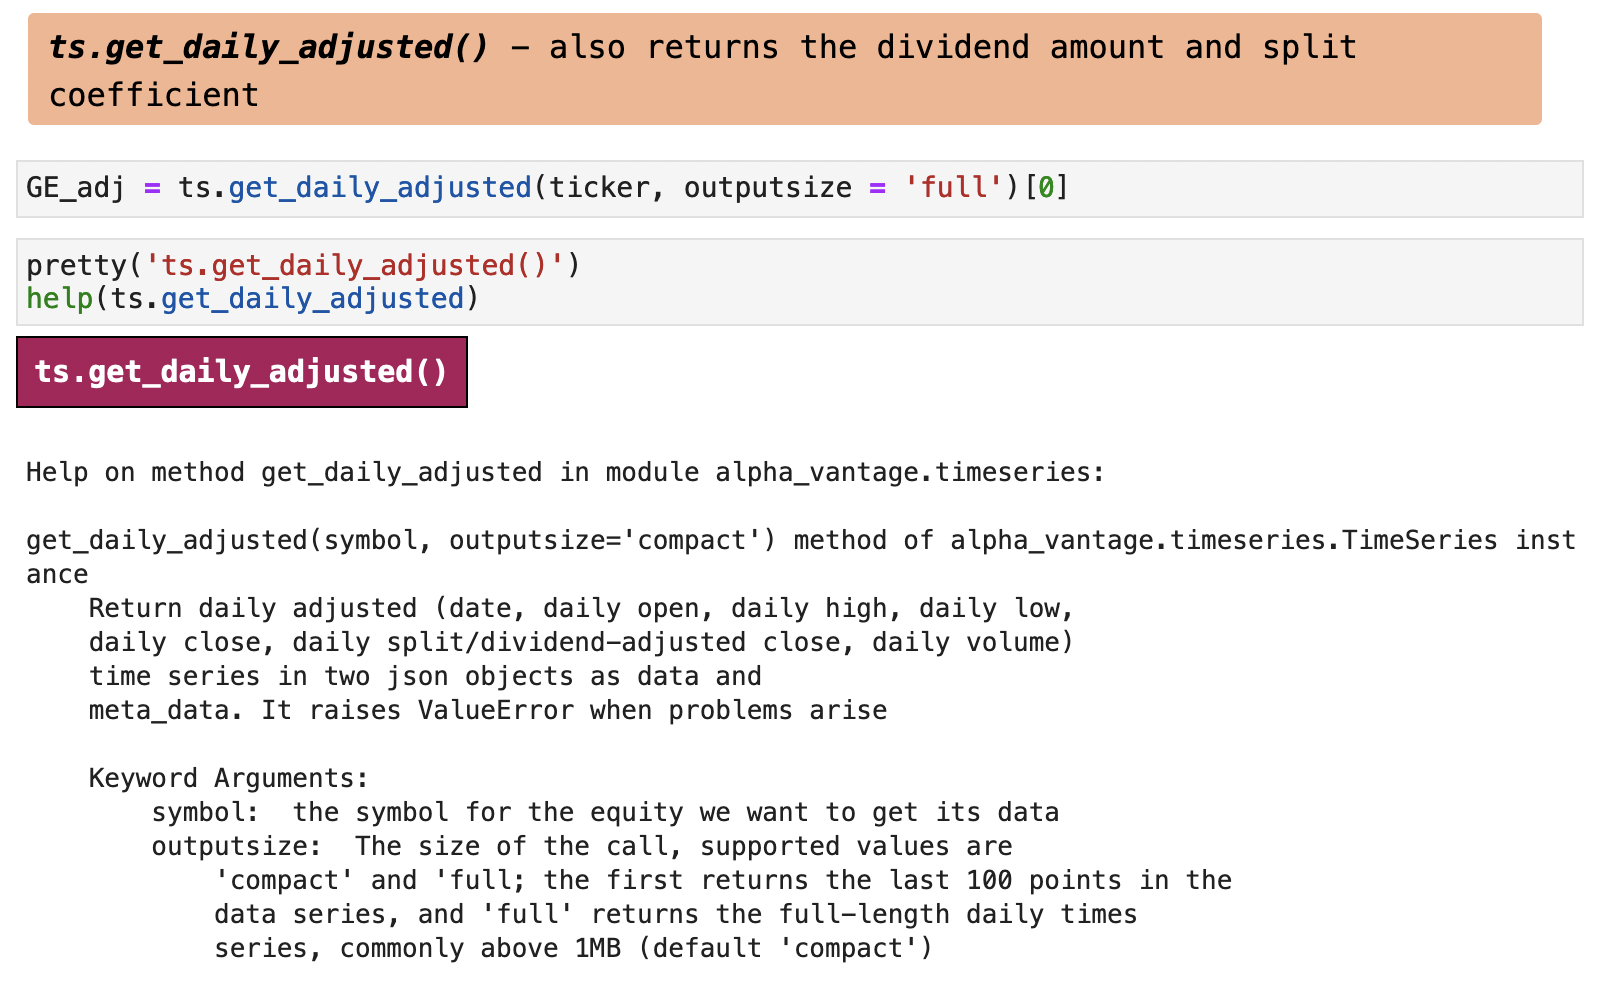 ts.get_daily_adjusted() – also returns the dividend amount and split
coefficient
GE_adj = ts.get_daily_adjusted(ticker, outputsize = 'full')[0]
pretty('ts.get_daily_adjusted()')
help(ts.get_daily_adjusted)
ts.get_daily_adjusted()
Help on method get_daily_adjusted in module alpha_vantage.timeseries:
get_daily_adjusted(symbol, outputsize='compact') method of alpha_vantage.timeseries.TimeSeries inst
ance
Return daily adjusted (date, daily open, daily high, daily low,
daily close, daily split/dividend-adjusted close, daily volume)
time series in two json objects as data and
meta_data. It raises ValueError when problems arise
Keyword Arguments:
symbol:  the symbol for the equity we want to get its data
outputsize:  The size of the call, supported values are
'compact' and 'full; the first returns the last 100 points in the
data series, and 'full' returns the full-length daily times
series, commonly above 1MB (default 'compact')